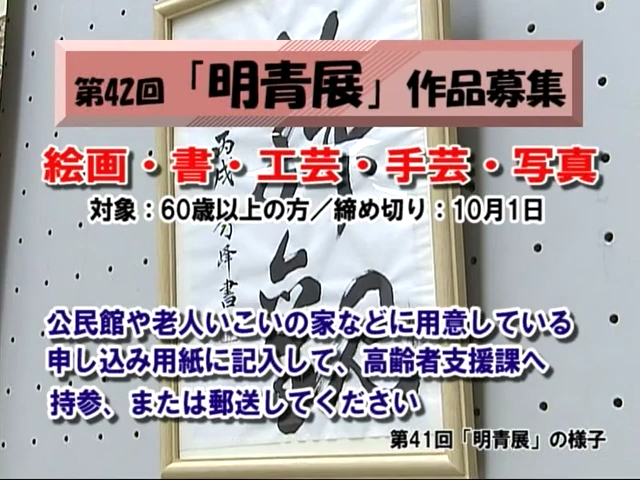 第42回「明青展」作品募集
絵画・書・工芸・手芸・写真
対象：60歳以上の方／締め切り：10月1日
丙戌
峰書
公民館や老人いこいの家などに用意している
申し込み用紙に記入して、高齢者支援課へ
持参、または郵送してください
第41回「明青展」の様子